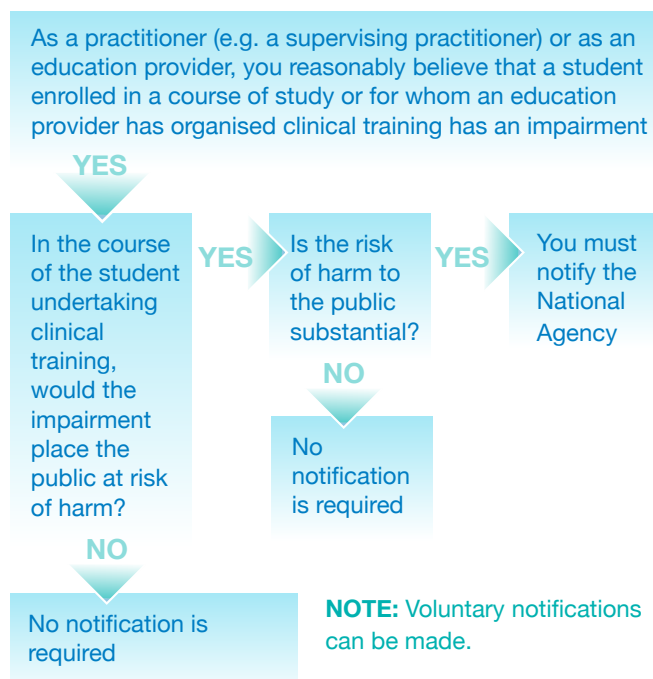 As a practitioner (e.g. a supervising practitioner) or as an
education provider, you reasonably believe that a student
enrolled in a course of study or for whom an education
provider has organised clinical training has an impairment
YES
In the course
of the student
undertaking
clinical
training,
would the
impairment
place the
public at risk
of harm?
YES
Is the risk
of harm to
the public
substantial?
YES
You must
notify the
National
Agency
NO
No
notification
is required
NO
No notification is
required
NOTE: Voluntary notifications
can be made.